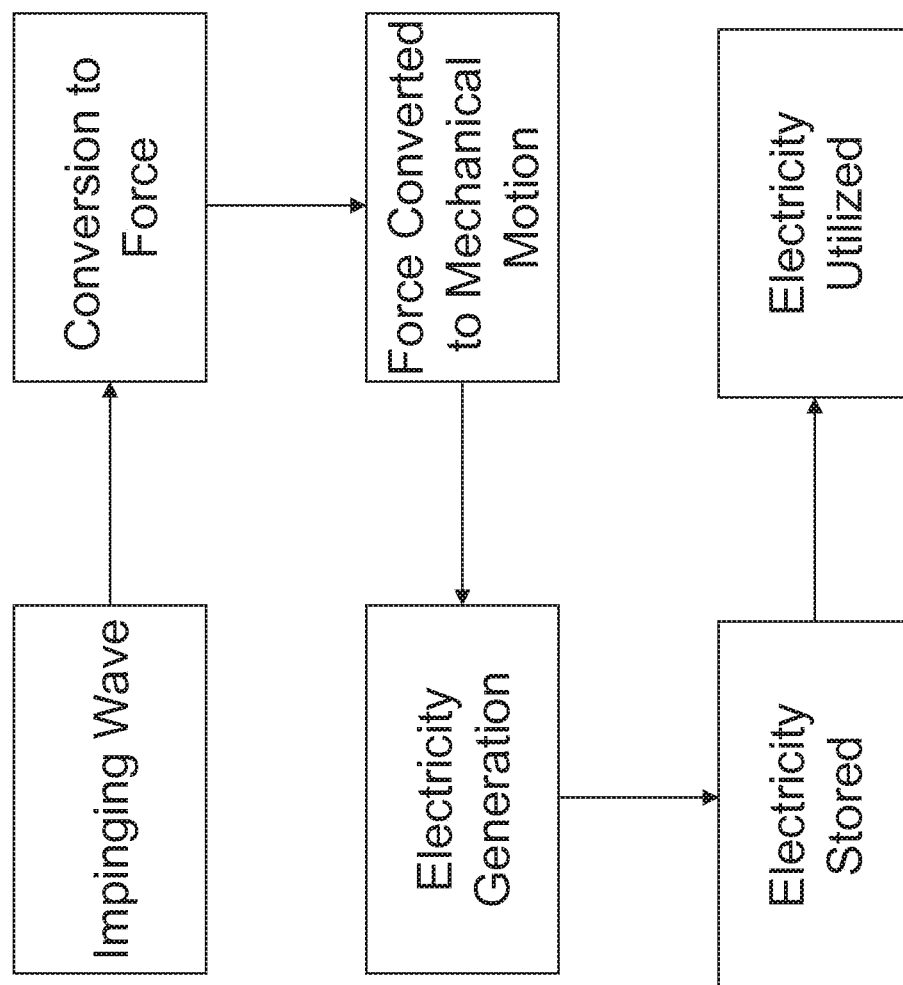 Impinging Wave
Conversion to
Force
Force Converted
to Mechanical
Motion
Electricity
Generation
Electricity
Stored
Electricity
Utilized